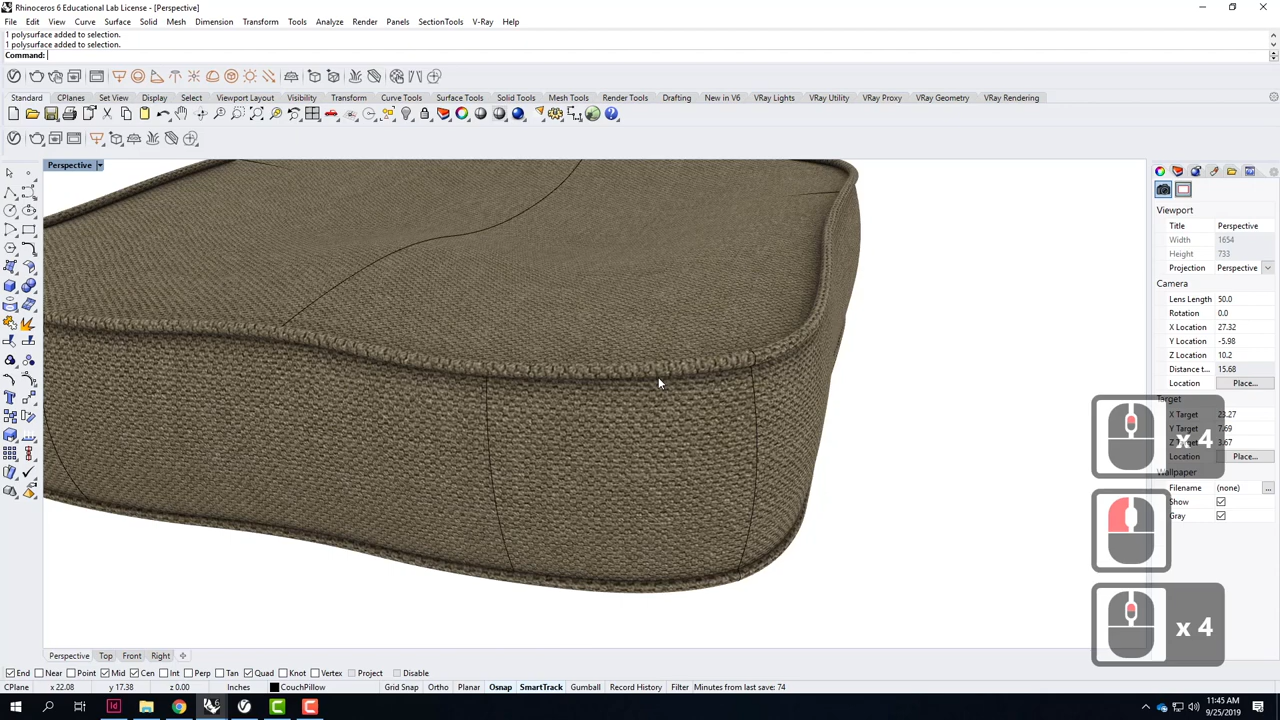 Rhinoceros 6 Educational Lab License - [Perspective]
File Edit View Curve Surface Solid Mesh Dimension Transform Tools Analyze Render Panels SectionTools V-Ray Help
1 polysurface added to selection.
1 polysurface added to selection.
Command:
Standard CPlanes Set View Display Select Viewport Layout Visibility Transform Curve Tools Surface Tools Solid Tools Mesh Tools Render Tools Drafting New in V6 VRay Lights VRay Utility VRay Proxy VRay Geometry VRay Rendering
Perspective
Viewport
Title Perspective
Width 1654
Height 733
Projection Perspective
Camera
Lens Length 50.0
Rotation 0.0
X Location 27.32
Y Location -5.98
Z Location 10.2
Distance t... 15.68
Location Place...
Target
X Target 23.27
Y Target 7.69
3.67
Location Place...
Wallpaper
Filename (none) ...
Show
Gray
x 4
x 4
Perspective Top Front Right
End Near Point Mid Cen Int Perp Tan Quad Knot Vertex Project Disable
CPlane x 22.08 y 17.38 z 0.00 Inches CouchPillow Grid Snap Ortho Planar Osnap SmartTrack Gumball Record History Filter Minutes from last save: 74
11:45 AM
9/25/2019